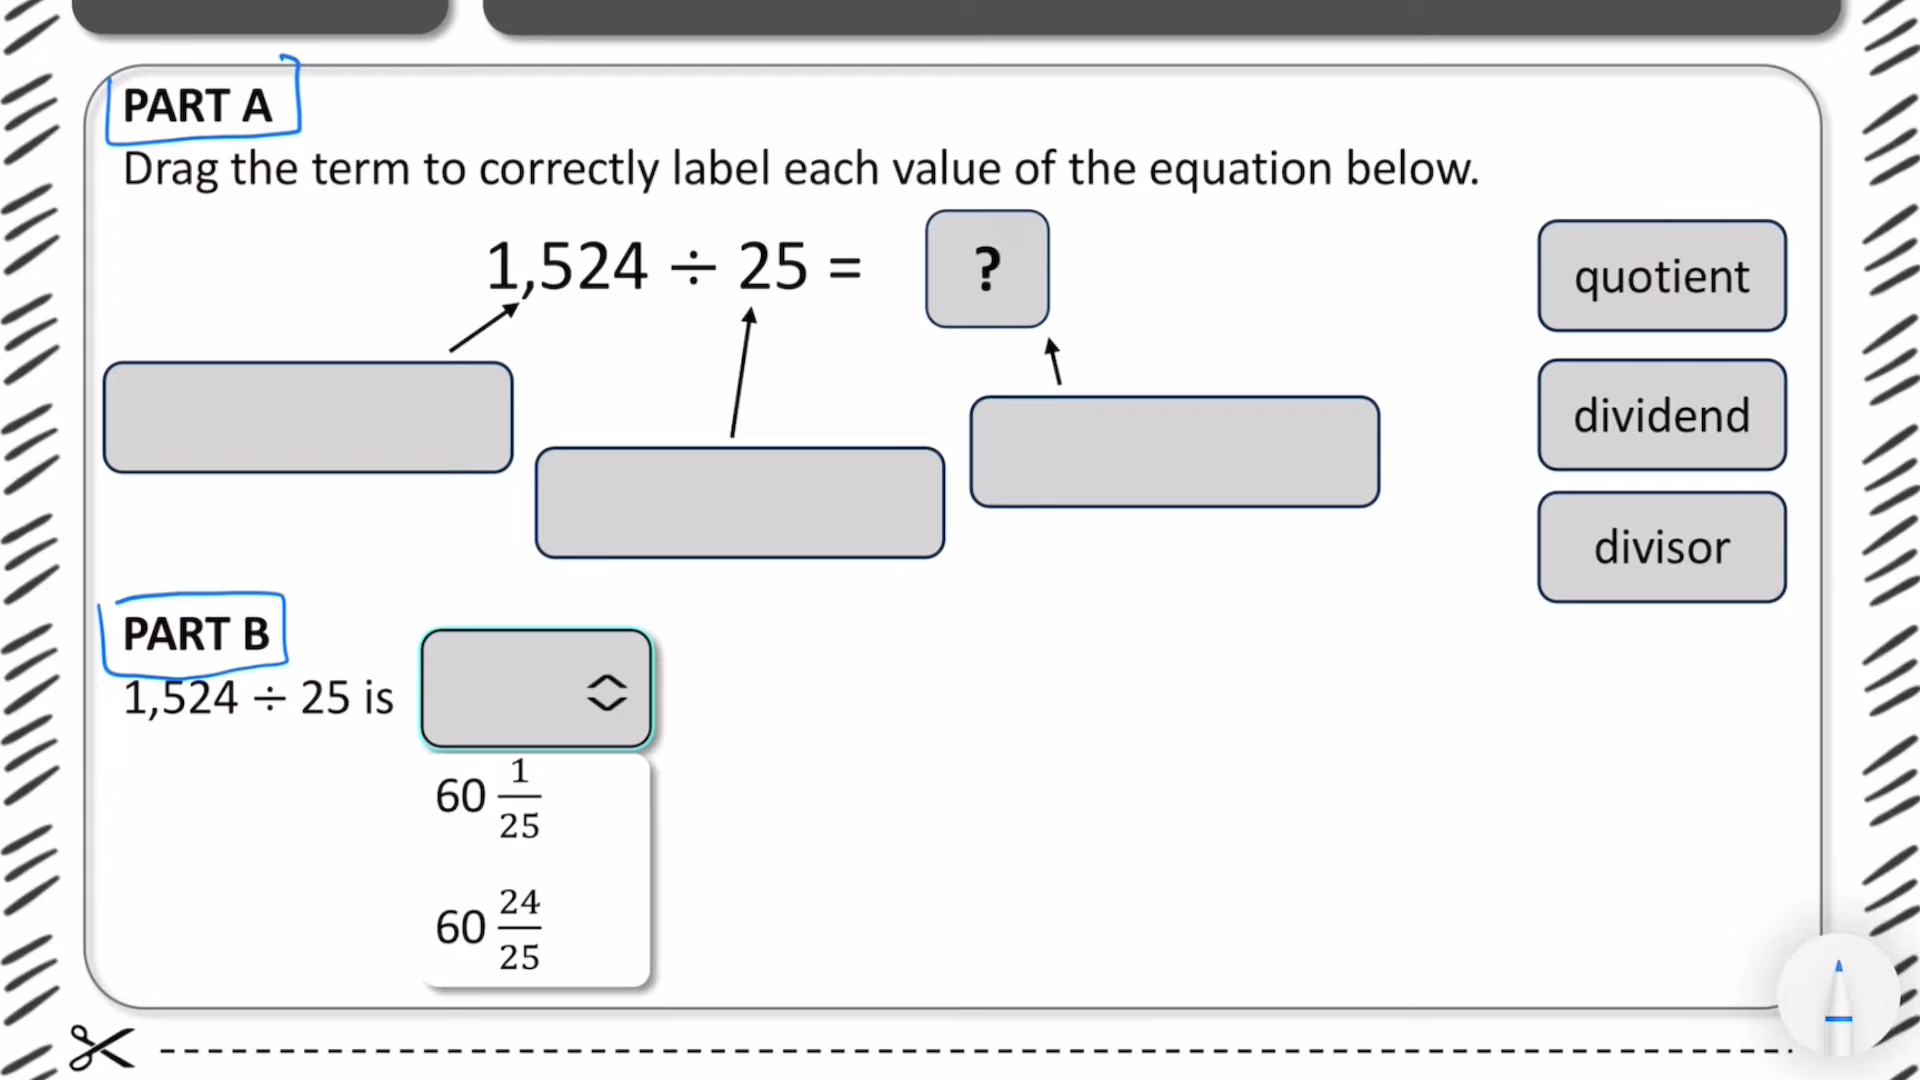 PART A
Drag the term to correctly label each value of the equation below.
1,524 ÷ 25 = ?
quotient
dividend
divisor
PART B
1,524 ÷ 25 is
60 1/25
60 24/25